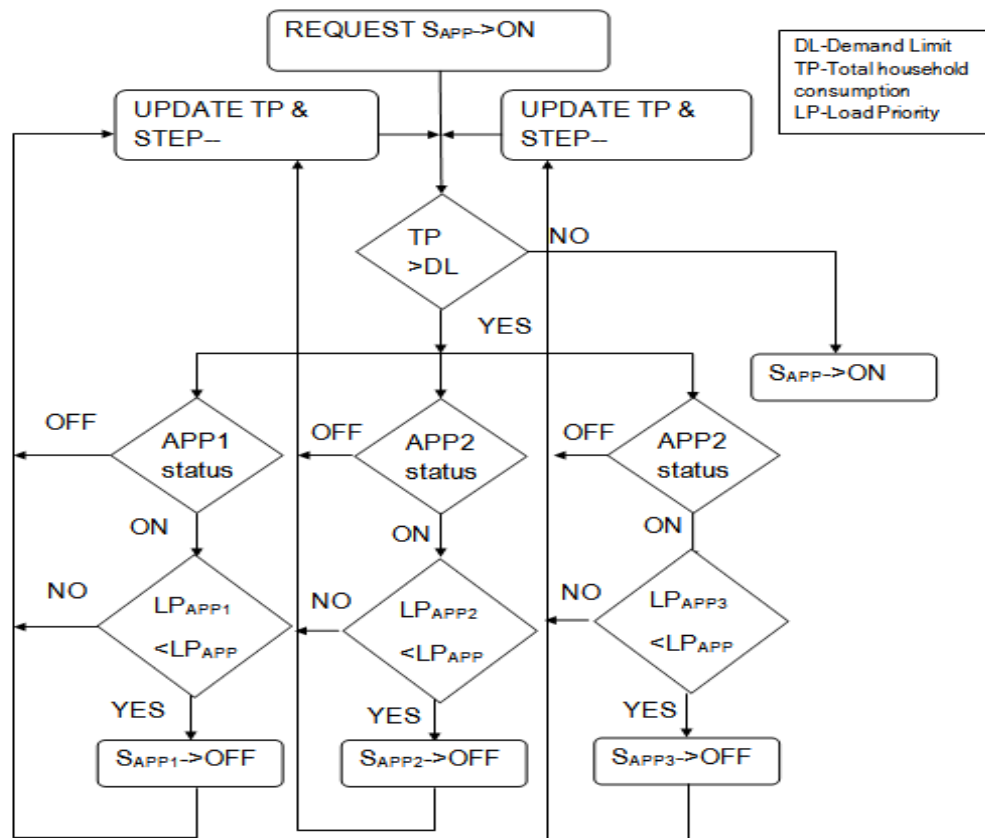 REQUEST SAPP->ON
DL-Demand Limit
TP-Total household
consumption
LP-Load Priority
UPDATE TP &
STEP--
UPDATE TP &
STEP--
TP
>DL
NO
YES
SAPP->ON
OFF
APP1
status
OFF
APP2
status
OFF
APP2
status
ON
ON
ON
NO
LPAPP1
<LPAPP
NO
LPAPP2
<LPAPP
NO
LPAPP3
<LPAPP
YES
YES
YES
SAPP1->OFF
SAPP2->OFF
SAPP3->OFF